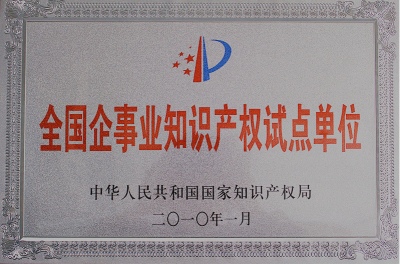 全国企事业知识产权试点单位
中华人民共和国国家知识产权局
二〇一〇年一月